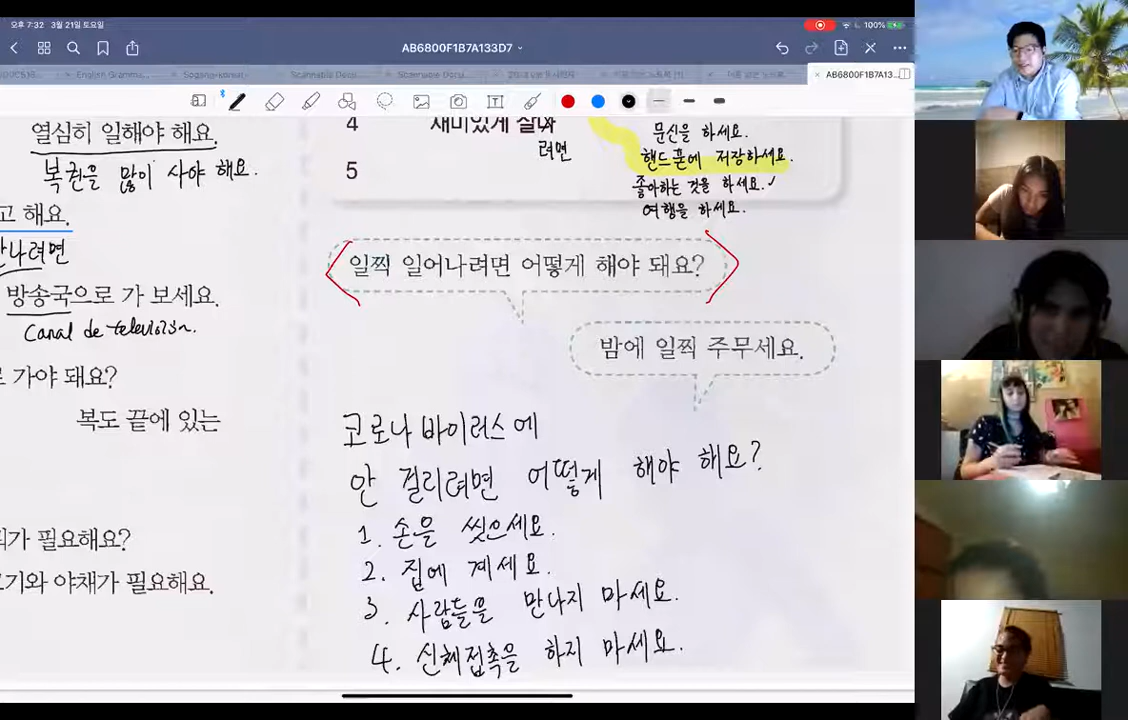 오후 7:32 3월 21일 토요일
100%
AB6800F1B7A133D7
English Gramma...
Scannable Docu...
Scannable Docu...
AB6800F1B7A13...
열심히 일해야 해요.
복권을 많이 사야 해요.
고 해요.
나려면
방송국으로 가 보세요.
Canal de televisión.
가야 돼요?
복도 끝에 있는
가 필요해요?
고기와 야채가 필요해요.
4 재미있게 살
려면
5
문신을 하세요.
핸드폰에 저장하세요.
좋아하는 것을 하세요.✓
여행을 하세요.
일찍 일어나려면 어떻게 해야 돼요?
밤에 일찍 주무세요.
코로나 바이러스에
안 걸리려면 어떻게 해야 해요?
1. 손을 씻으세요.
2. 집에 계세요.
3. 사람들을 만나지 마세요.
4. 신체접촉을 하지 마세요.